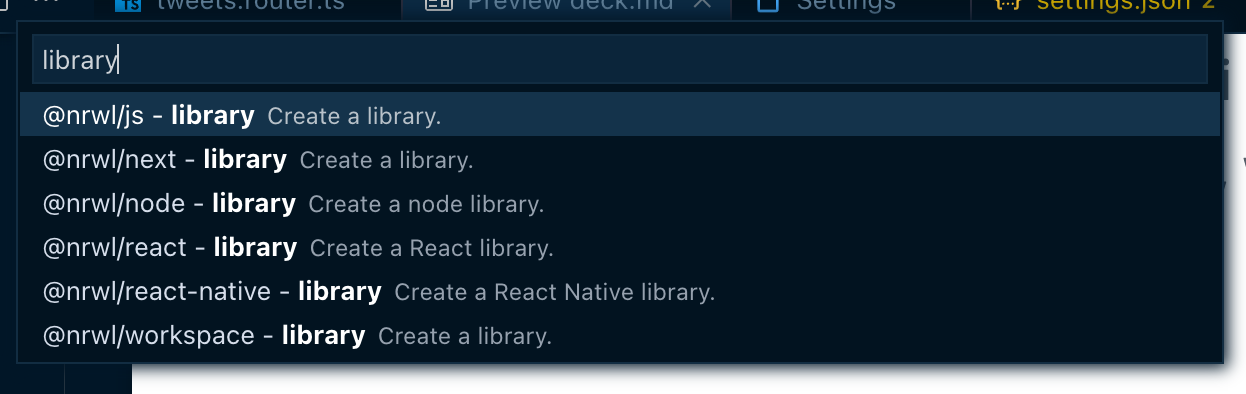 tweets.router.ts Preview deck.md Settings settings.json 2
library
@nrwl/js - library Create a library.
@nrwl/next - library Create a library.
@nrwl/node - library Create a node library.
@nrwl/react - library Create a React library.
@nrwl/react-native - library Create a React Native library.
@nrwl/workspace - library Create a library.